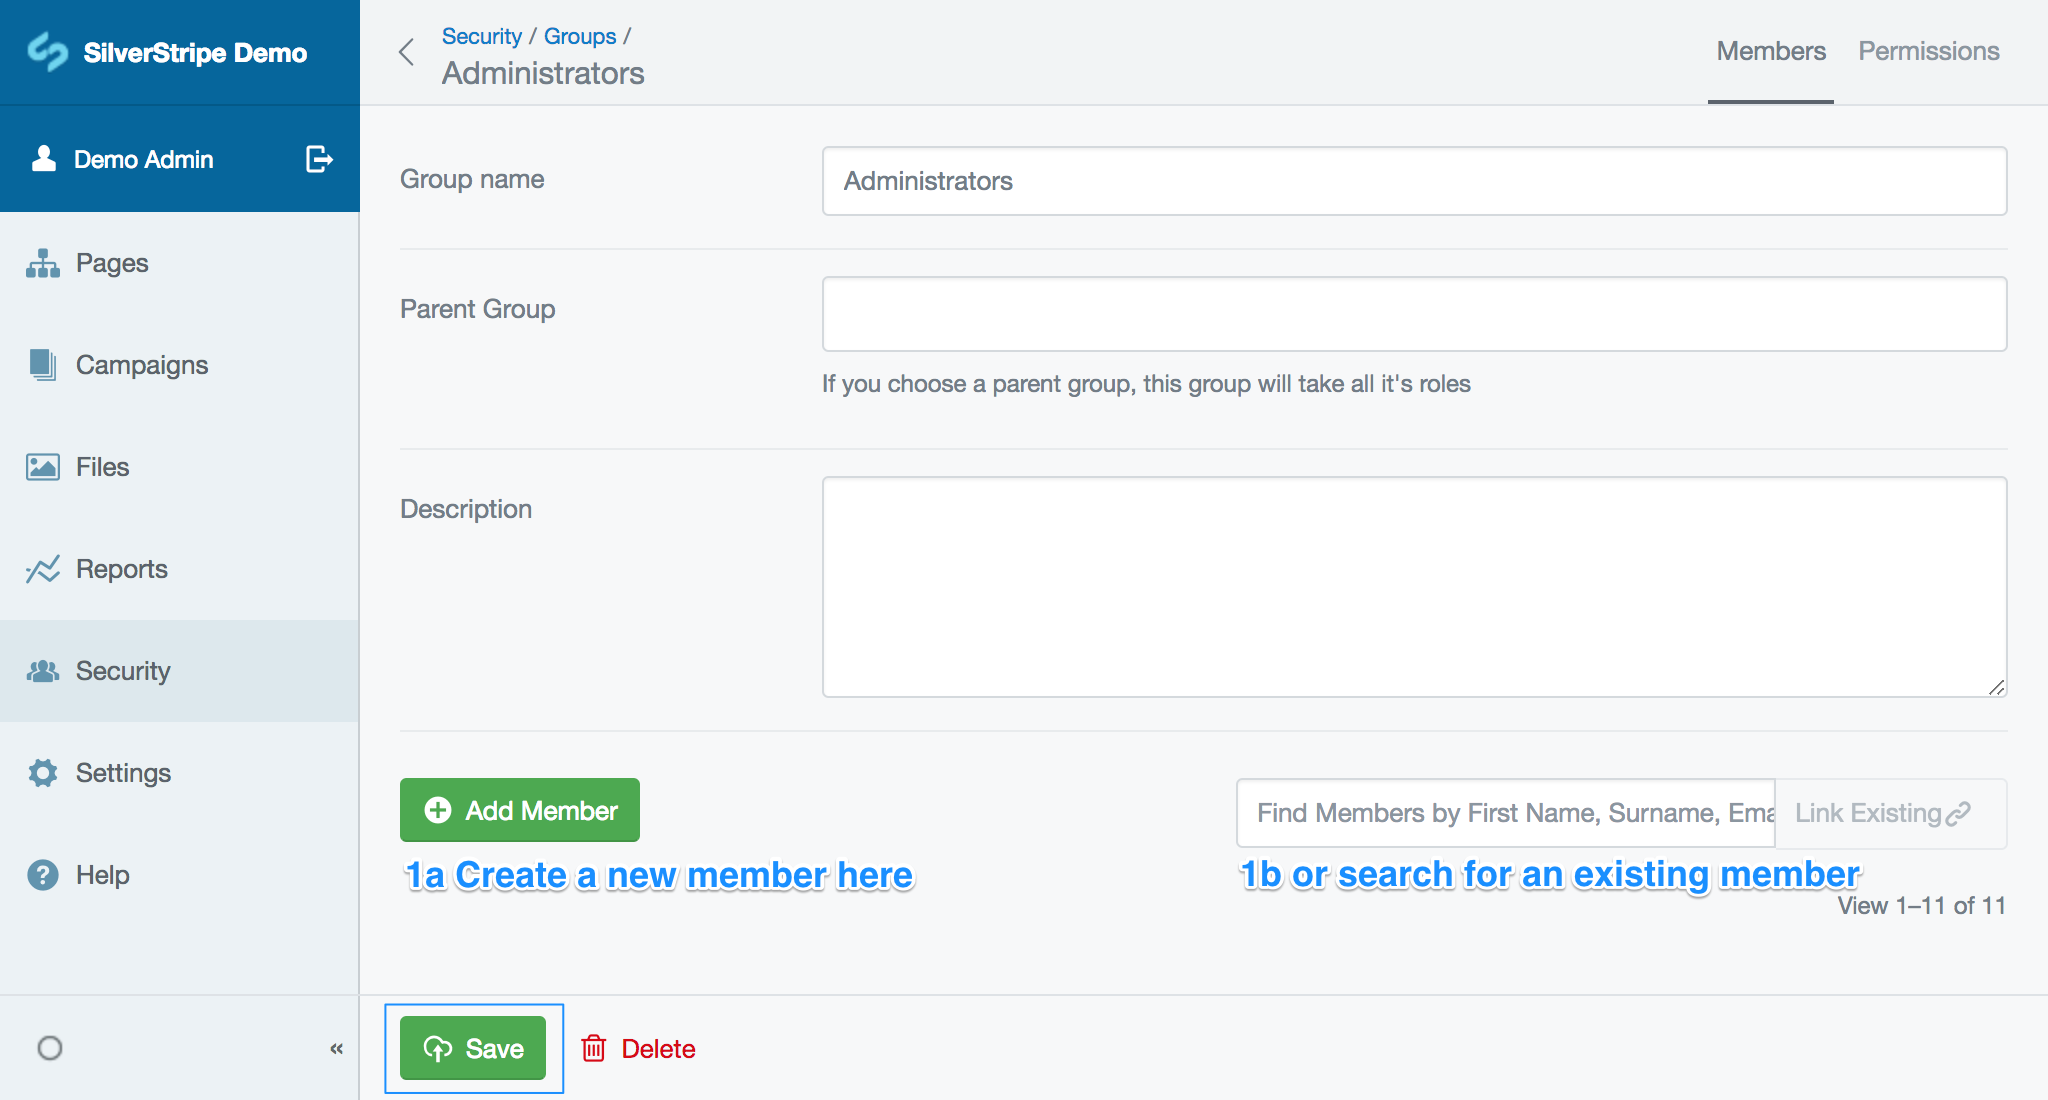 SilverStripe Demo
Demo Admin
Pages
Campaigns
Files
Reports
Security
Settings
? Help
«
Security / Groups /
Administrators
Members Permissions
Group name Administrators
Parent Group
If you choose a parent group, this group will take all it's roles
Description
Add Member
Find Members by First Name, Surname, Ema Link Existing
1a Create a new member here
1b or search for an existing member
View 1–11 of 11
Save Delete